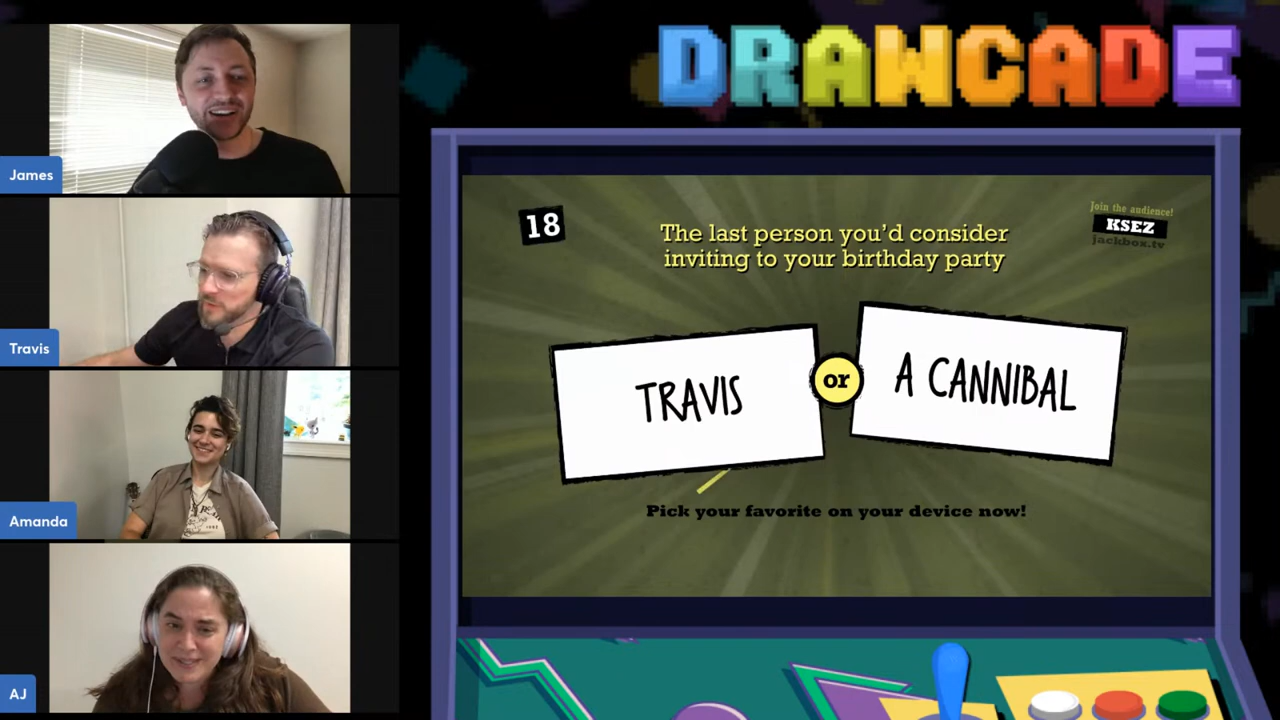 James
Travis
Amanda
AJ
DRAWCADE
18
The last person you'd consider
inviting to your birthday party
Join the audience!
KSEZ
jackbox.tv
TRAVIS
or
A CANNIBAL
Pick your favorite on your device now!